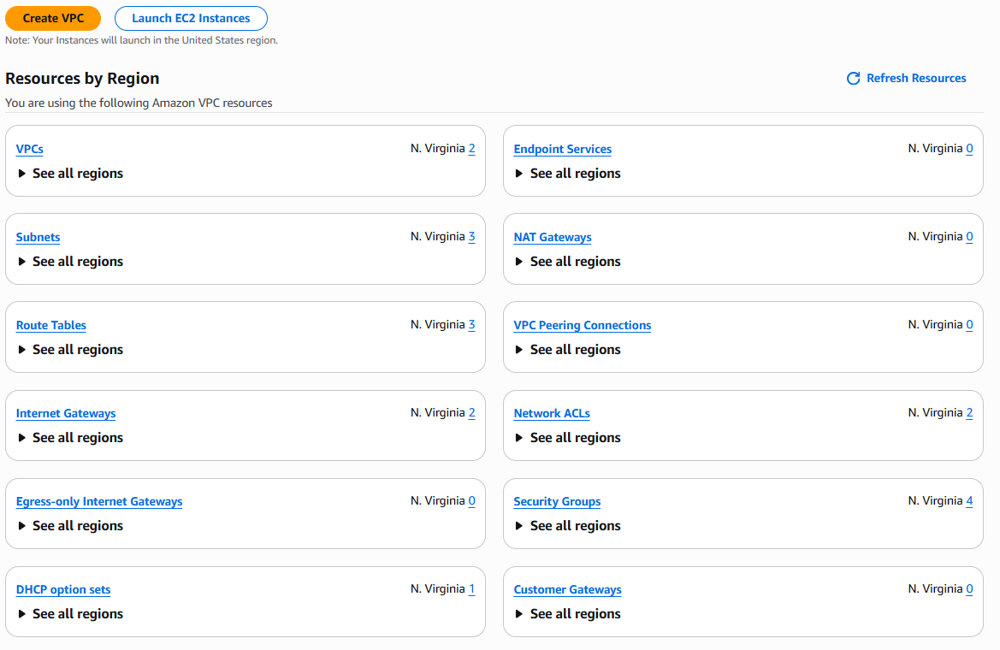 Create VPC
Launch EC2 Instances
Note: Your Instances will launch in the United States region.
Resources by Region
Refresh Resources
You are using the following Amazon VPC resources
VPCs
N. Virginia 2
See all regions
Endpoint Services
N. Virginia 0
See all regions
Subnets
N. Virginia 3
See all regions
NAT Gateways
N. Virginia 0
See all regions
Route Tables
N. Virginia 3
See all regions
VPC Peering Connections
N. Virginia 0
See all regions
Internet Gateways
N. Virginia 2
See all regions
Network ACLs
N. Virginia 2
See all regions
Egress-only Internet Gateways
N. Virginia 0
See all regions
Security Groups
N. Virginia 4
See all regions
DHCP option sets
N. Virginia 1
See all regions
Customer Gateways
N. Virginia 0
See all regions